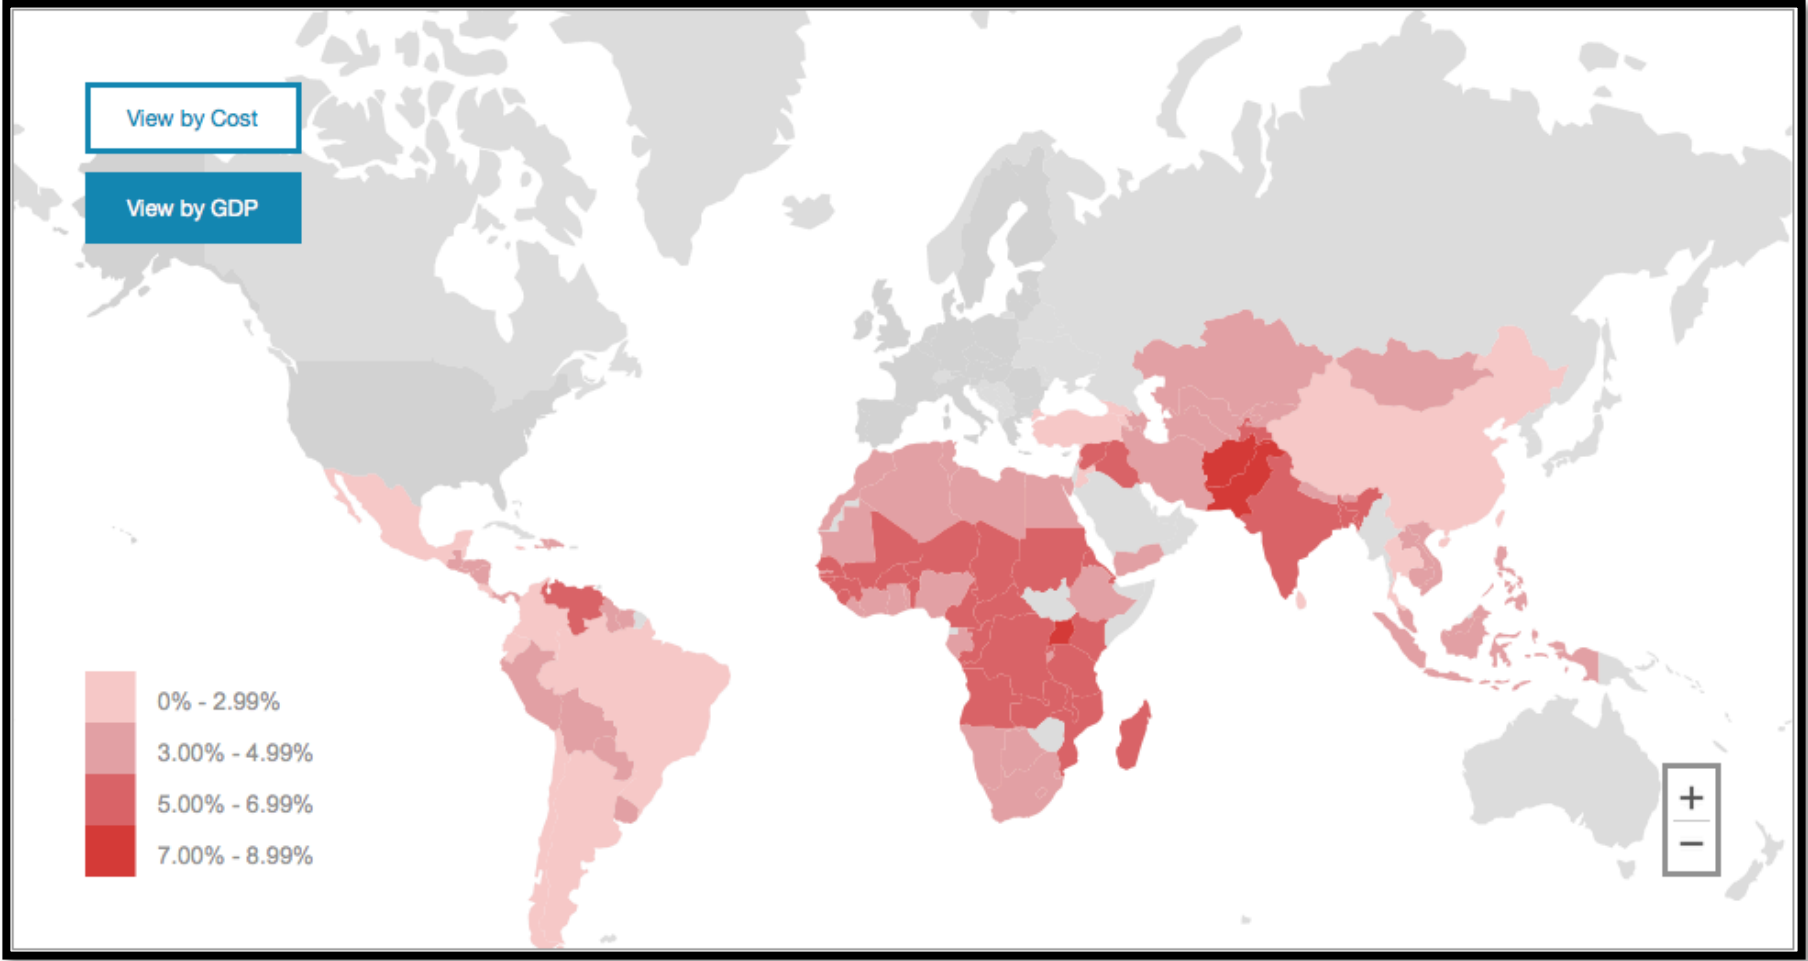 View by Cost
View by GDP
0% - 2.99%
3.00% - 4.99%
5.00% - 6.99%
7.00% - 8.99%
+
−